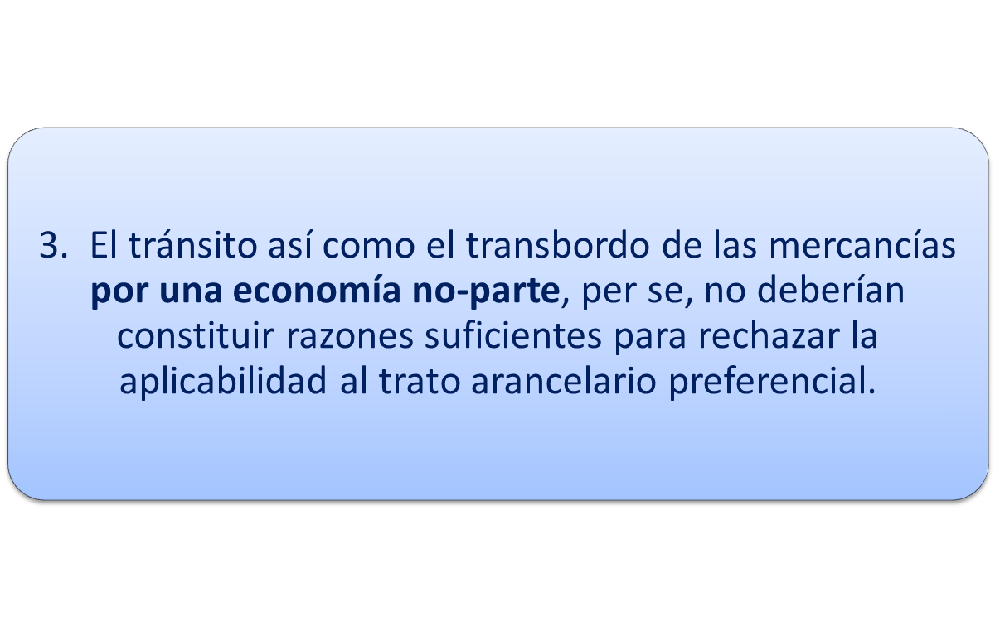 3. El tránsito así como el transbordo de las mercancías
por una economía no-parte, per se, no deberían
constituir razones suficientes para rechazar la
aplicabilidad al trato arancelario preferencial.